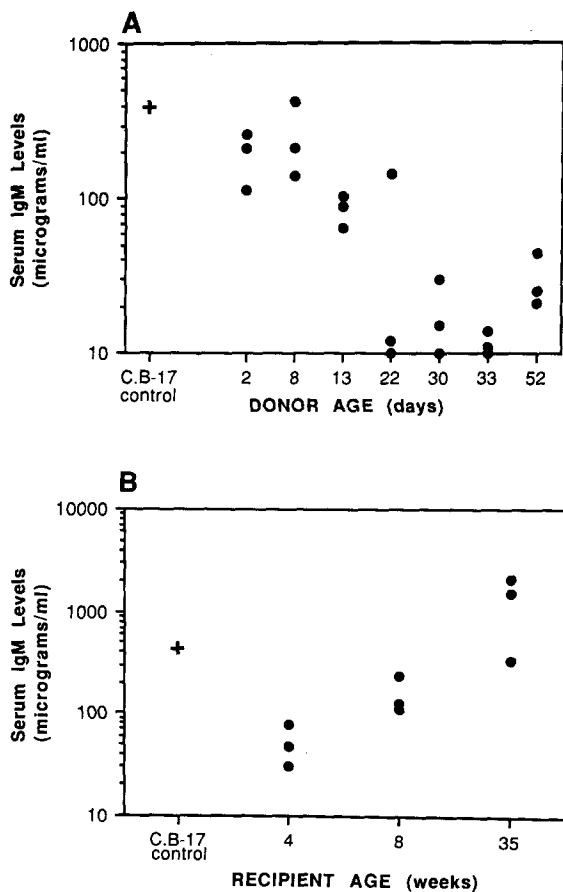 A
1000
100
10
Serum IgM Levels
(micrograms/ml)
C.B-17
control
2 8 13 22 30 33 52
DONOR AGE (days)
B
10000
1000
100
10
Serum IgM Levels
(micrograms/ml)
C.B-17
control
4 8 35
RECIPIENT AGE (weeks)